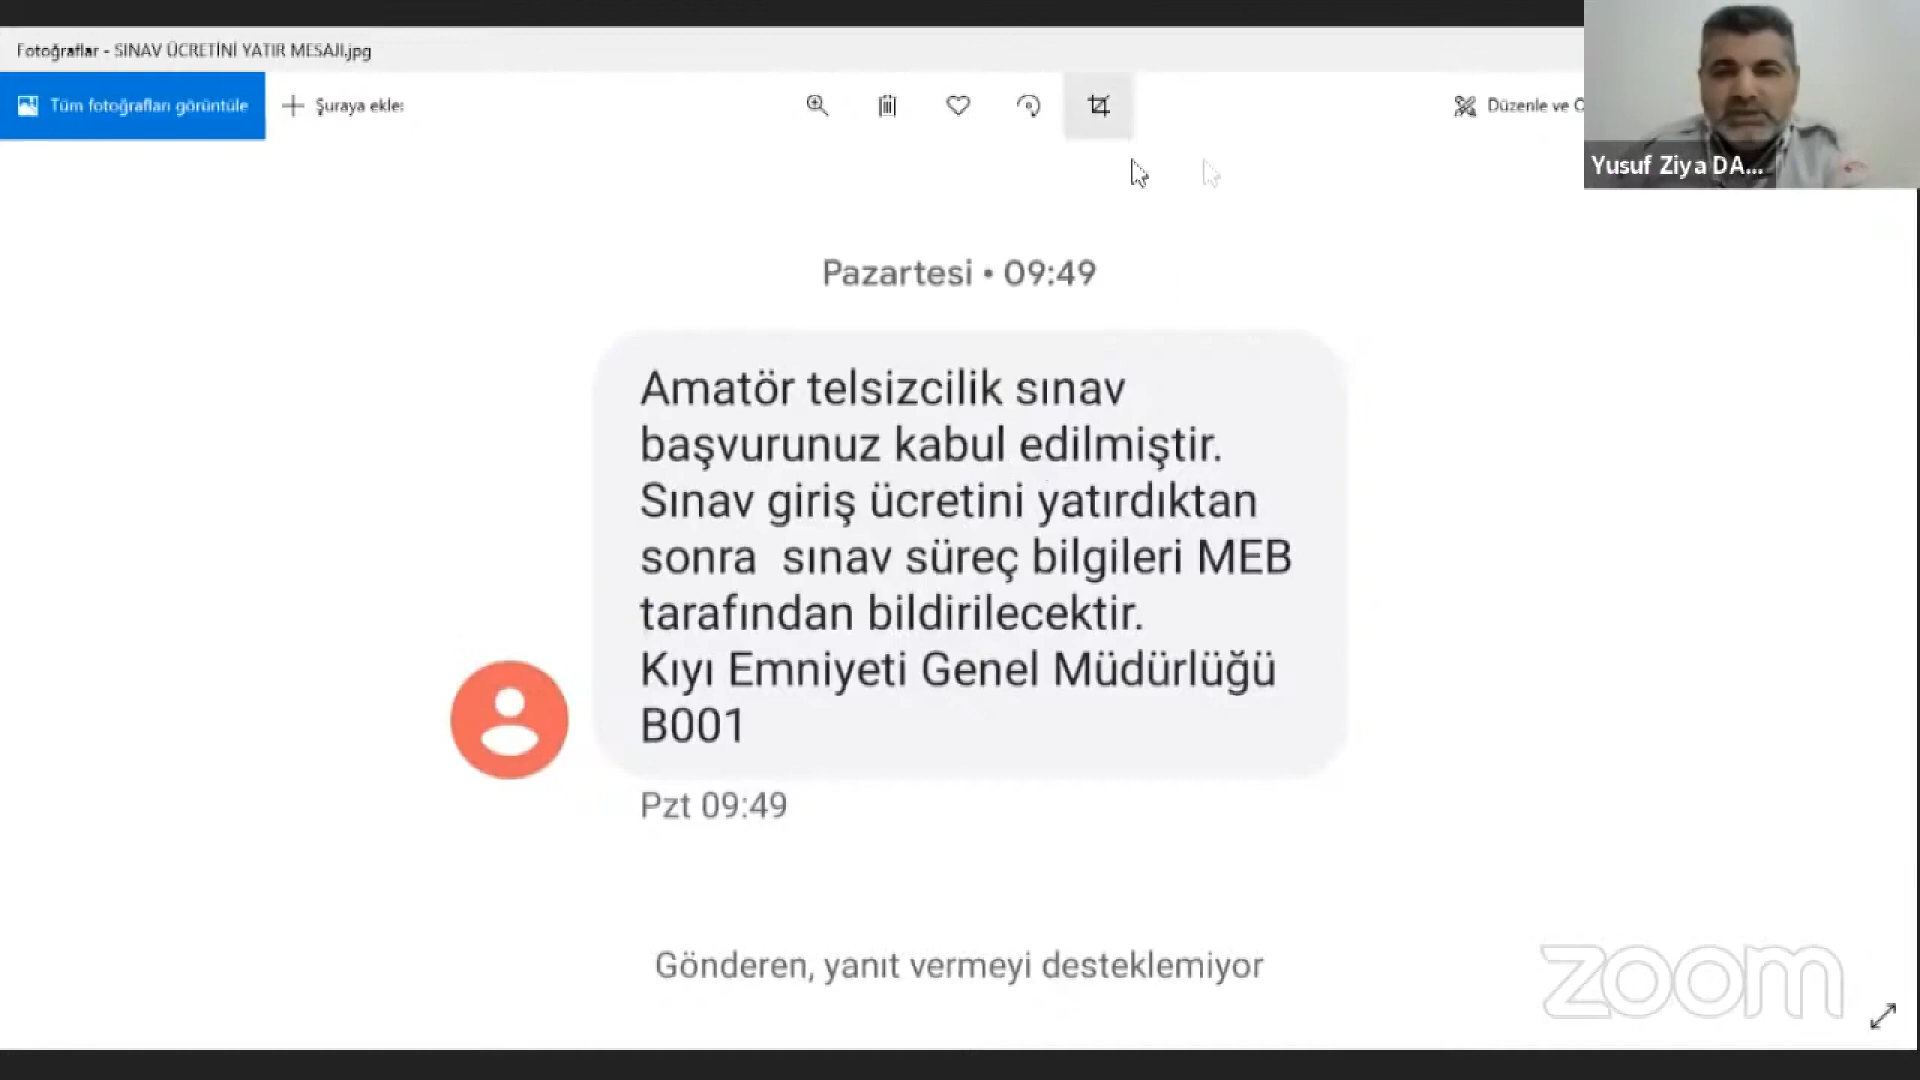 Fotoğraflar - SINAV ÜCRETİNİ YATIR MESAJI.jpg
Tüm fotoğrafları görüntüle
Şuraya ekle:
Düzenle ve O
Yusuf Ziya DA...
Pazartesi • 09:49
Amatör telsizcilik sınav
başvurunuz kabul edilmiştir.
Sınav giriş ücretini yatırdıktan
sonra sınav süreç bilgileri MEB
tarafından bildirilecektir.
Kıyı Emniyeti Genel Müdürlüğü
B001
Pzt 09:49
Gönderen, yanıt vermeyi desteklemiyor
zoom